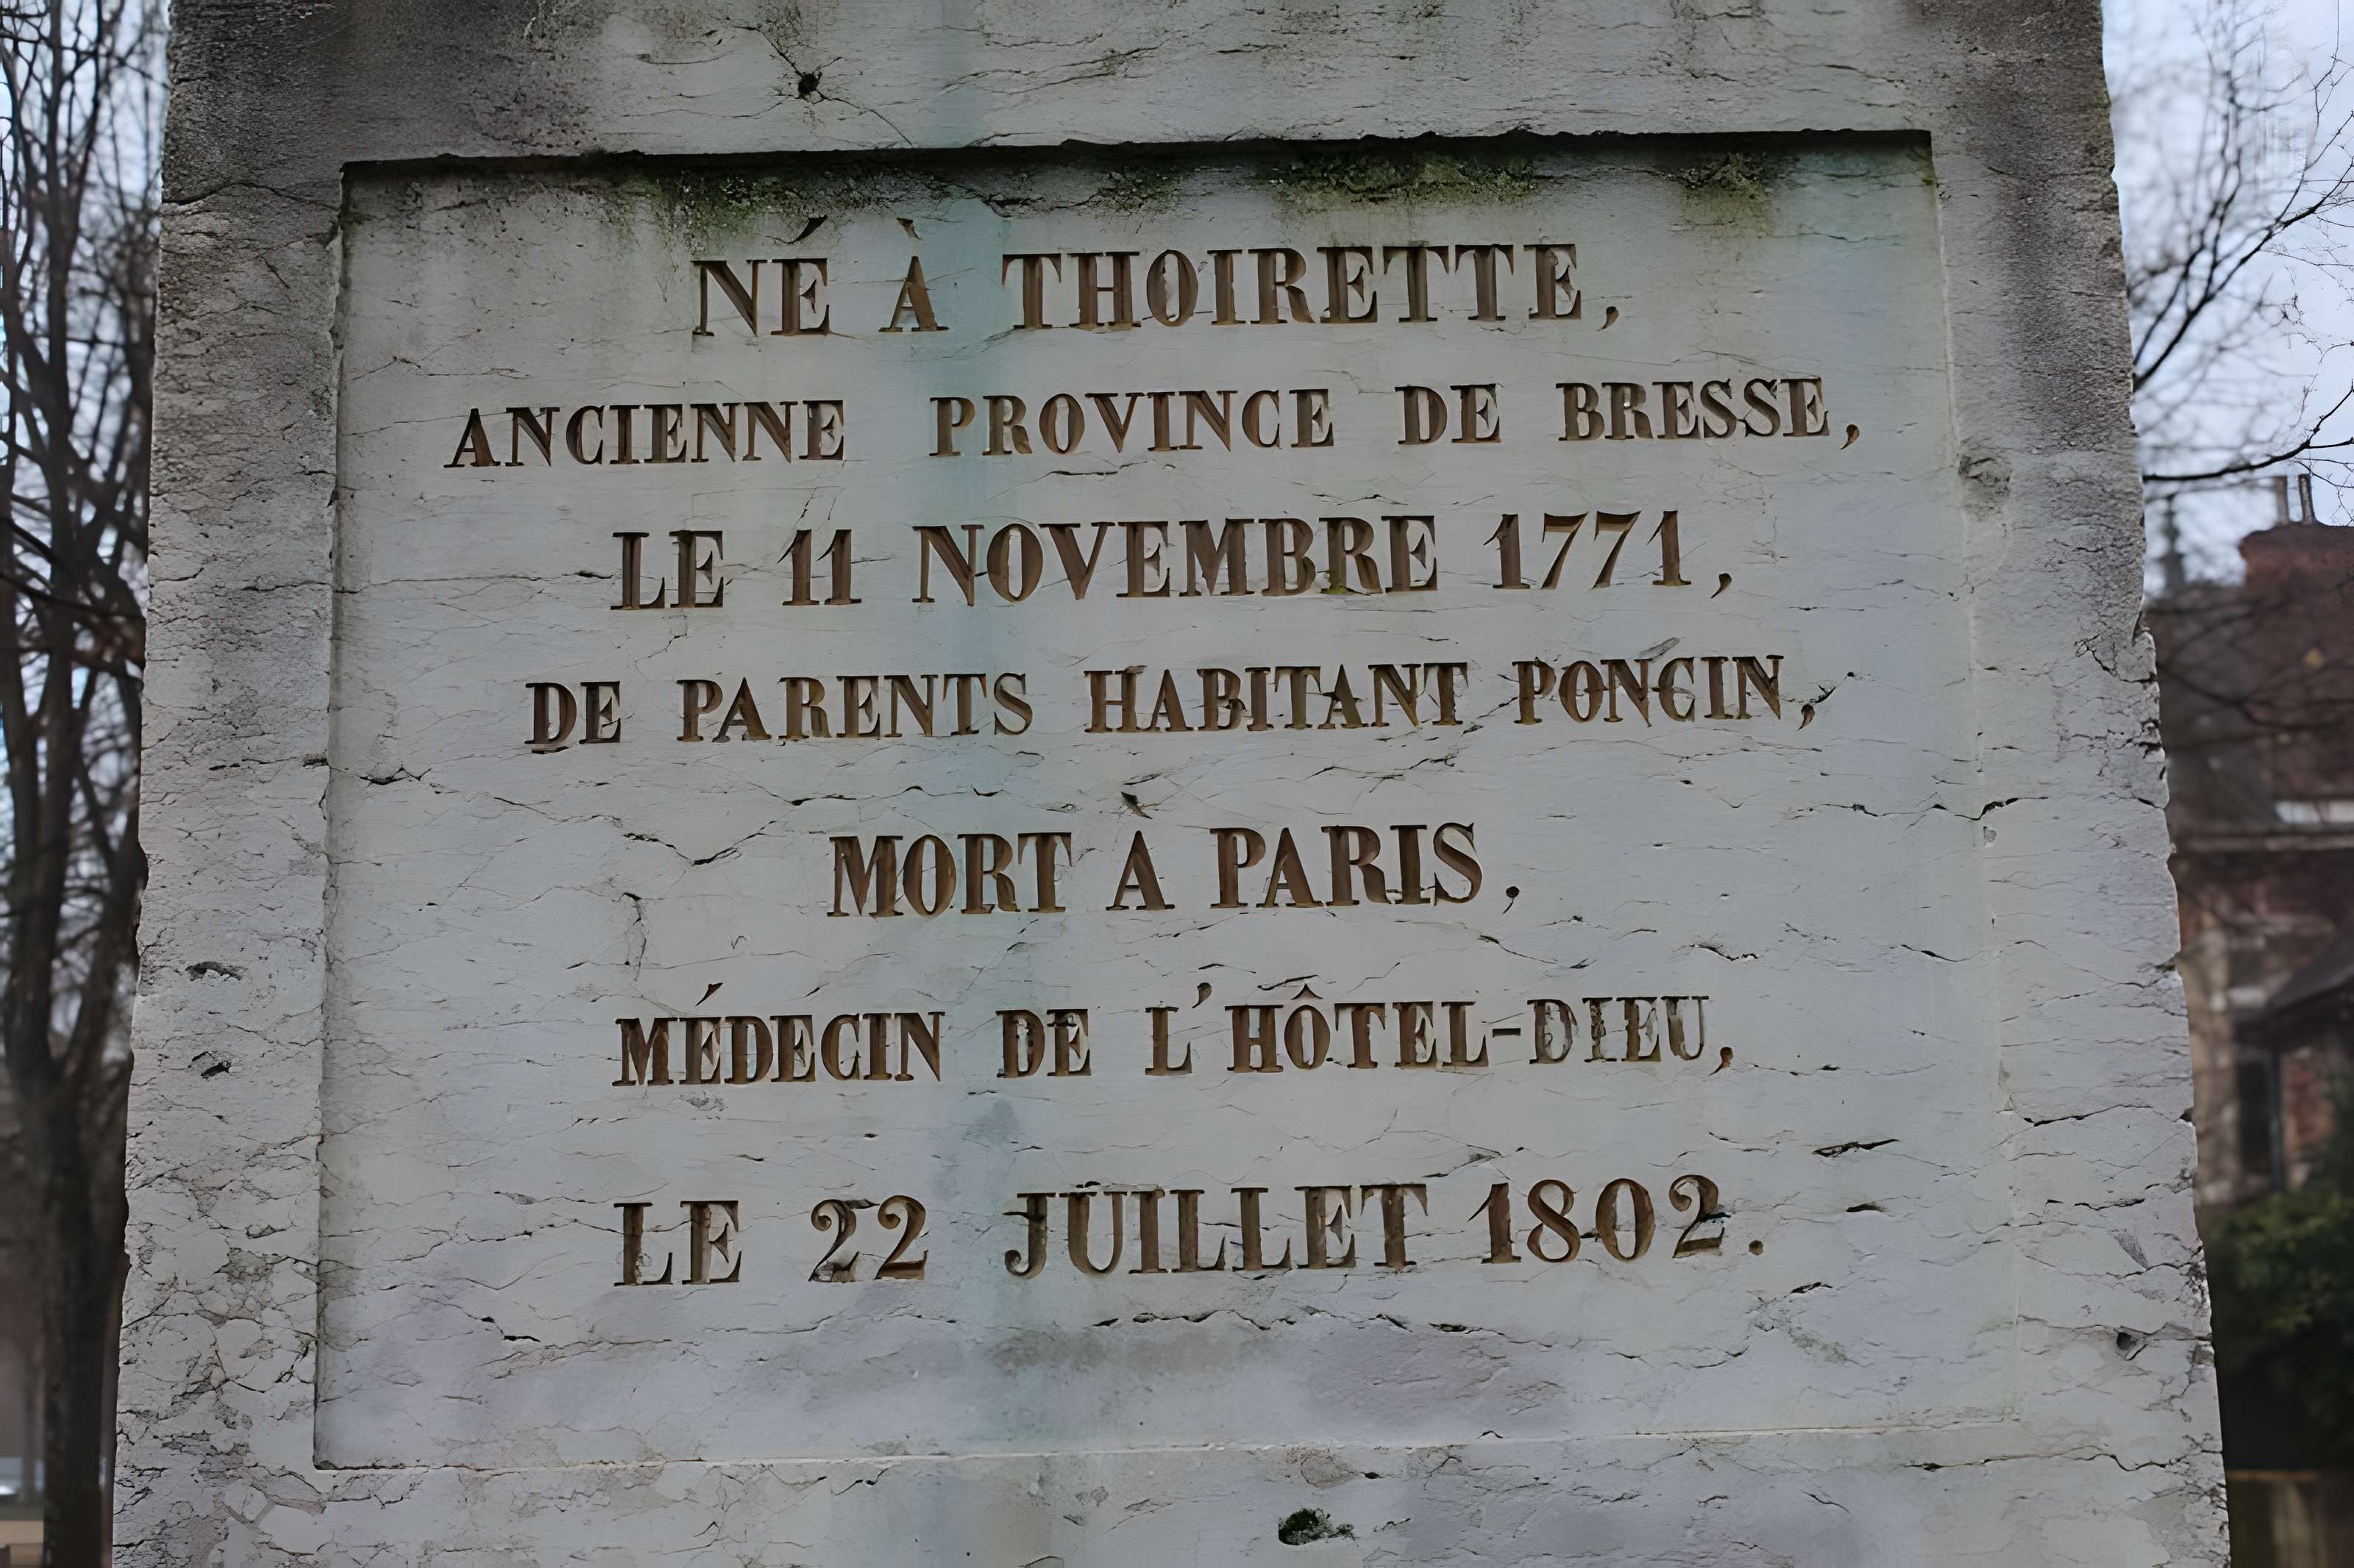 NÉ À THOIRETTE,
ANCIENNE PROVINCE DE BRESSE,
LE 11 NOVEMBRE 1771,
DE PARENTS HABITANT PONCIN,
MORT À PARIS,
MÉDECIN DE L'HÔTEL-DIEU,
LE 22 JUILLET 1802.